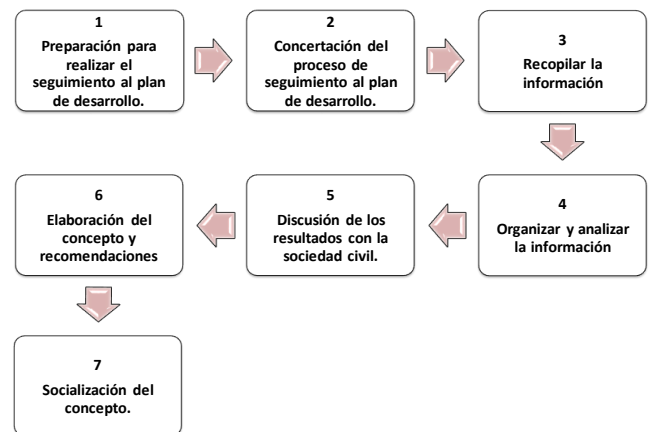 1
Preparación para
realizar el
seguimiento al plan
de desarrollo.
2
Concertación del
proceso de
seguimiento al plan
de desarrollo.
3
Recopilar la
información
4
Organizar y analizar
la información
5
Discusión de los
resultados con la
sociedad civil.
6
Elaboración del
concepto y
recomendaciones
7
Socialización del
concepto.